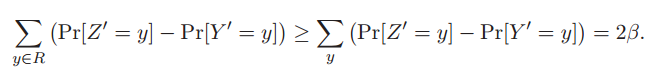 ∑_{y∈R} (Pr[Z′ = y] − Pr[Y′ = y]) ≥ ∑_{y} (Pr[Z′ = y] − Pr[Y′ = y]) = 2β.